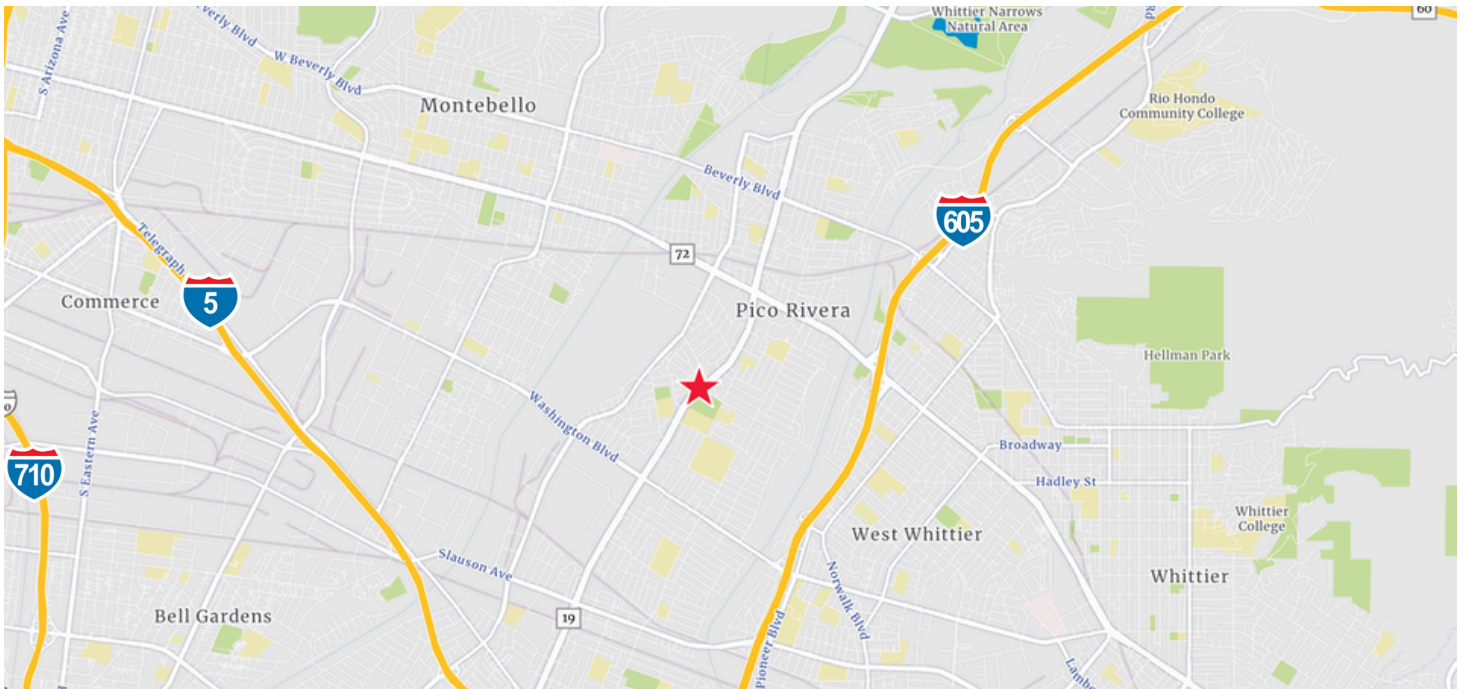 Whittier Narrows
Natural Area
60
Beverly Blvd
S Arizona Ave
W Beverly Blvd
Montebello
Rio Hondo
Community College
Beverly Blvd
605
Telegraph
72
5
Commerce
Pico Rivera
Hellman Park
Washington Blvd
S Eastern Ave
710
Broadway
Hadley St
Whittier
College
West Whittier
Slauson Ave
Norwalk Blvd
Whittier
Bell Gardens
19
Pioneer Blvd